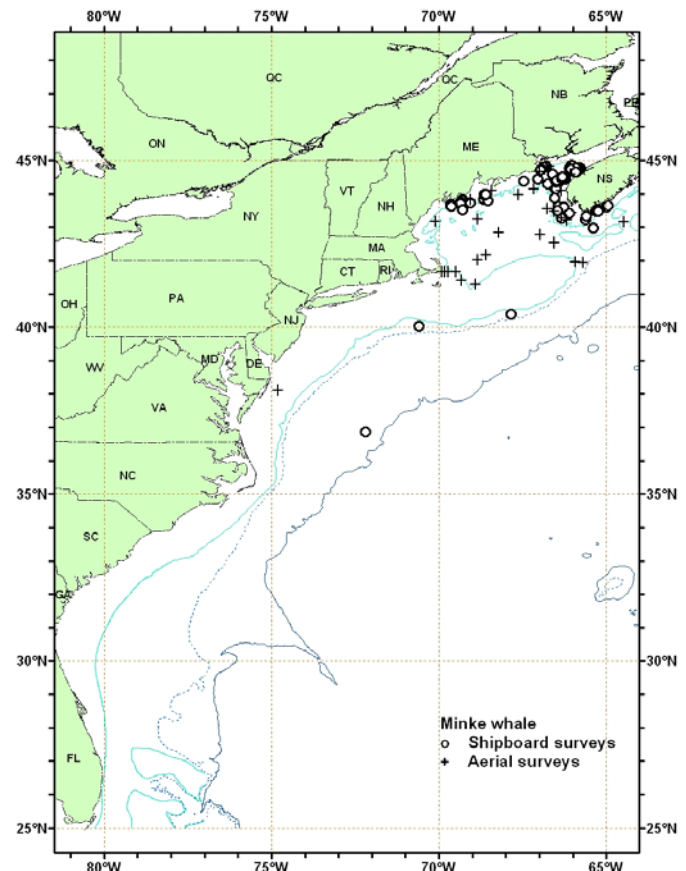 80°W 75°W 70°W 65°W
QC
QC
NB
PE
ON
ME
45°N 45°N
NS
VT
NH
NY
MA
CT
RI
PA
OH
NJ
40°N 40°N
MD
DE
WV
VA
NC
35°N 35°N
SC
GA
30°N 30°N
Minke whale
Shipboard surveys
FL
Aerial surveys
25°N 25°N
80°W 75°W 70°W 65°W